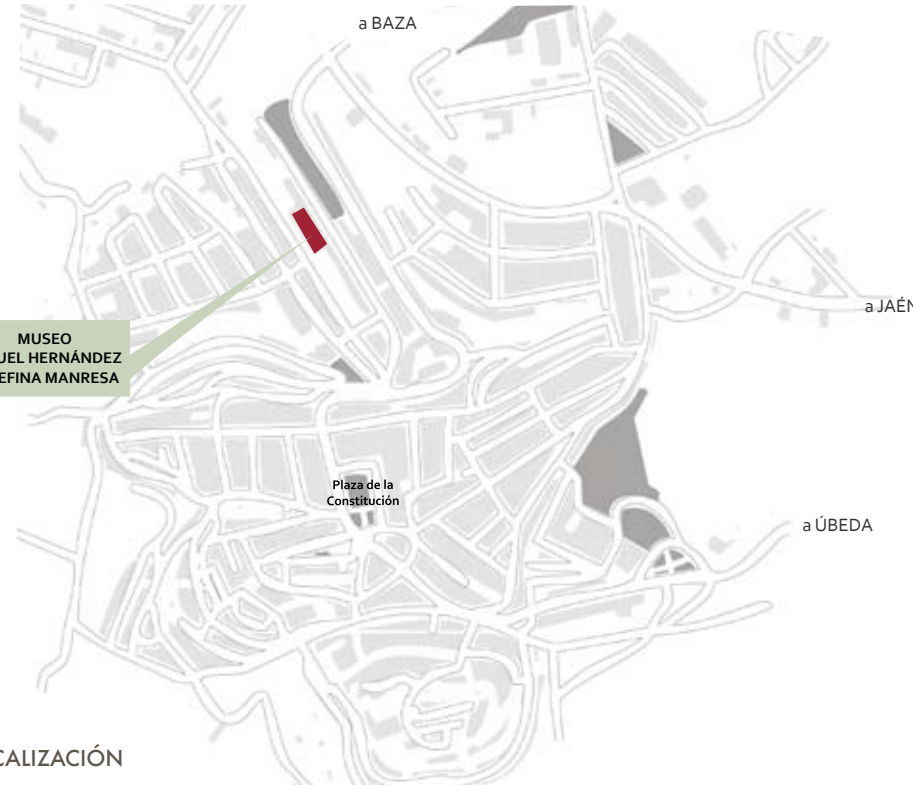 a BAZA
a JAÉN
MUSEO
UEL HERNÁNDEZ
EFINA MANRESA
Plaza de la
Constitución
a ÚBEDA
CALIZACIÓN